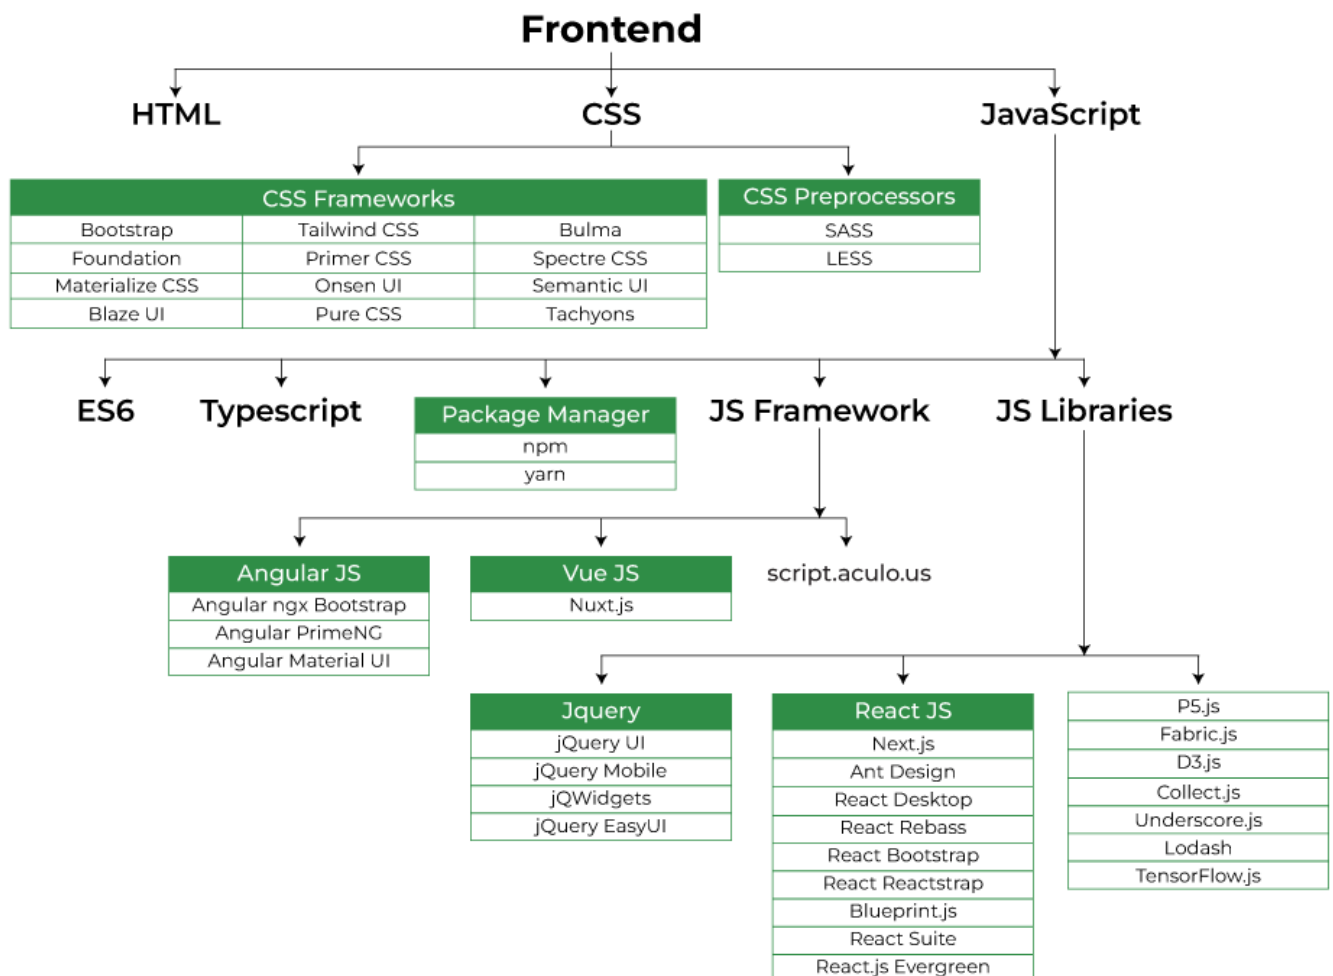 Frontend
HTML
CSS
JavaScript
CSS Frameworks
Bootstrap
Tailwind CSS
Bulma
Foundation
Primer CSS
Spectre CSS
Materialize CSS
Onsen UI
Semantic UI
Blaze UI
Pure CSS
Tachyons
CSS Preprocessors
SASS
LESS
ES6
Typescript
Package Manager
npm
yarn
JS Framework
JS Libraries
Angular JS
Angular ngx Bootstrap
Angular PrimeNG
Angular Material UI
Vue JS
Nuxt.js
script.aculo.us
Jquery
jQuery UI
jQuery Mobile
jQWidgets
jQuery EasyUI
React JS
Next.js
Ant Design
React Desktop
React Rebass
React Bootstrap
React Reactstrap
Blueprint.js
React Suite
React.js Evergreen
P5.js
Fabric.js
D3.js
Collect.js
Underscore.js
Lodash
TensorFlow.js